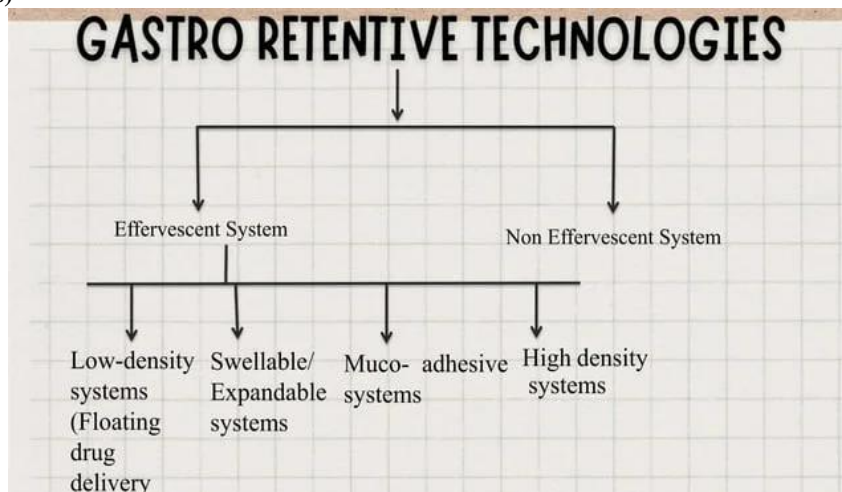 GASTRO RETENTIVE TECHNOLOGIES
Effervescent System
Non Effervescent System
Low-density
systems
(Floating
drug
delivery
Swellable/
Expandable
systems
Muco- adhesive
systems
High density
systems